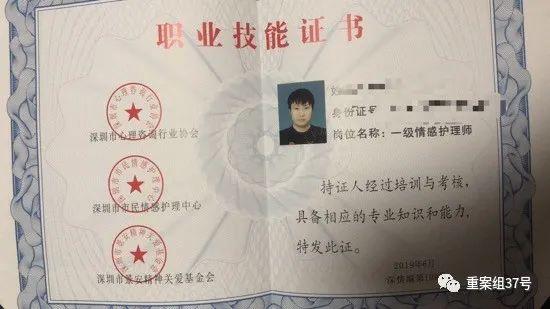 职业技能证书
深圳市心理咨询行业协会
深圳市市民情感护理中心
深圳市景安精神关爱基金会
姓
身份证号
岗位名称：一级情感护理师
持证人经过培训与考核，
具备相应的专业知识和能力，
特发此证。
2019年6月
深情编第10
重案组37号